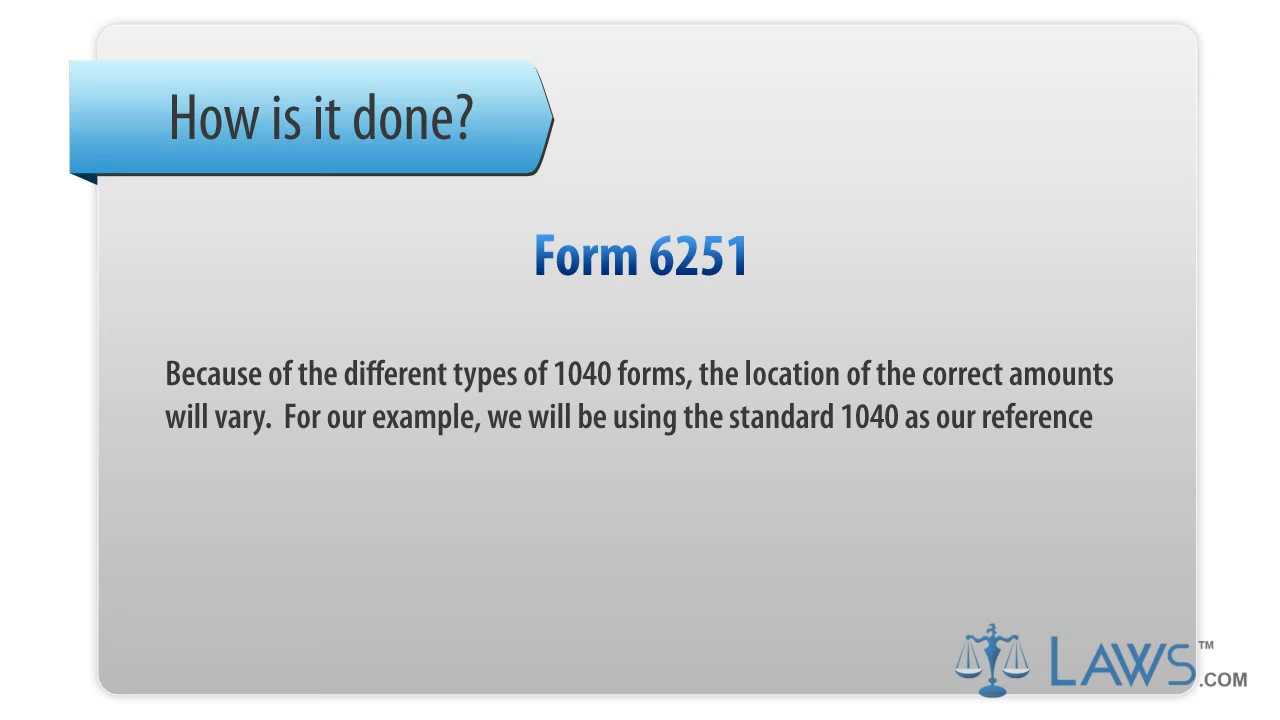 How is it done?
Form 6251
Because of the different types of 1040 forms, the location of the correct amounts
will vary.  For our example, we will be using the standard 1040 as our reference
LAWS™
.COM